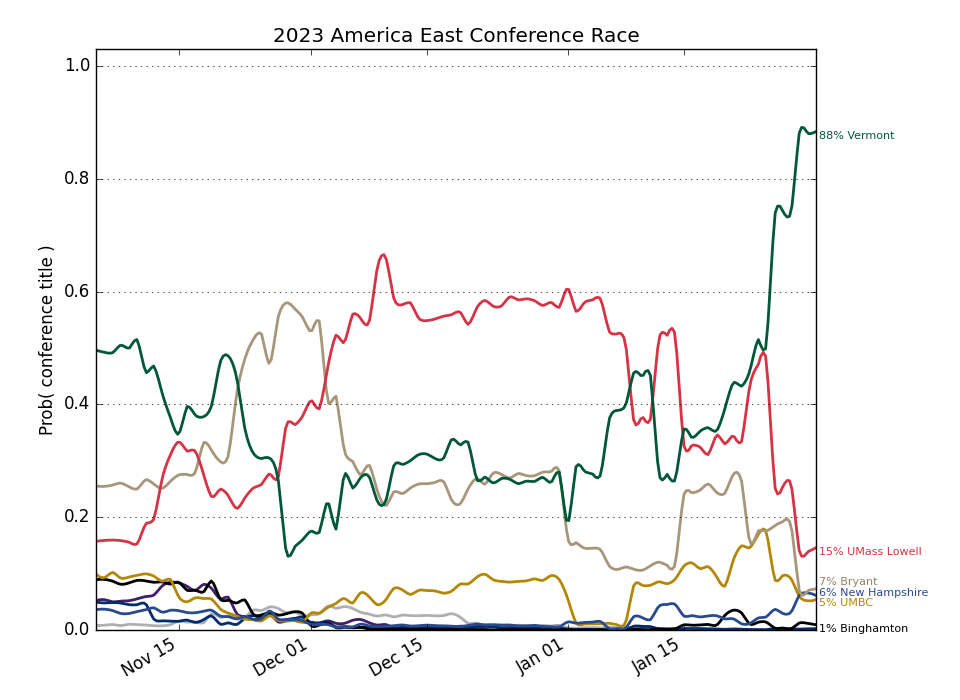 2023 America East Conference Race
1.0
0.8
0.6
0.4
0.2
0.0
Prob( conference title )
88% Vermont
15% UMass Lowell
7% Bryant
6% New Hampshire
5% UMBC
1% Binghamton
Nov 15
Dec 01
Dec 15
Jan 01
Jan 15